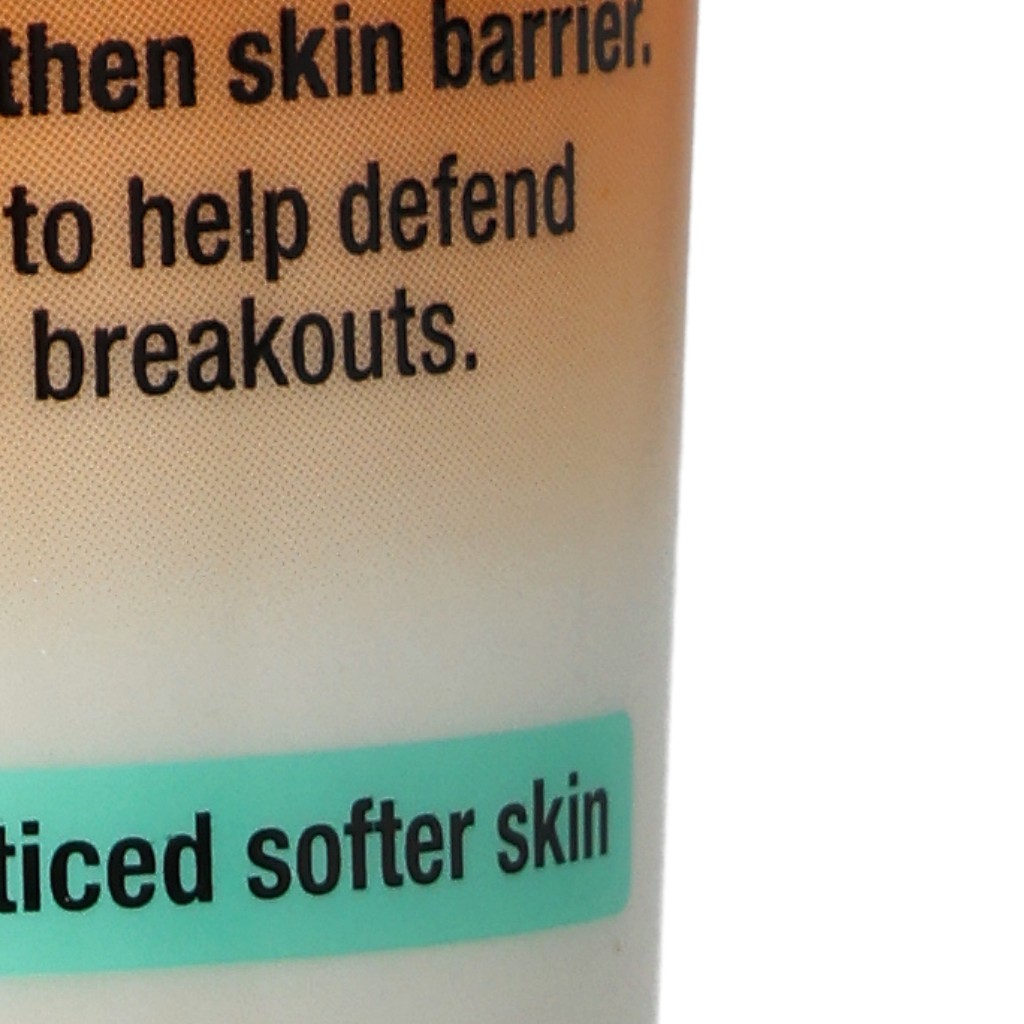 then skin barrier.
to help defend
breakouts.
ticed softer skin